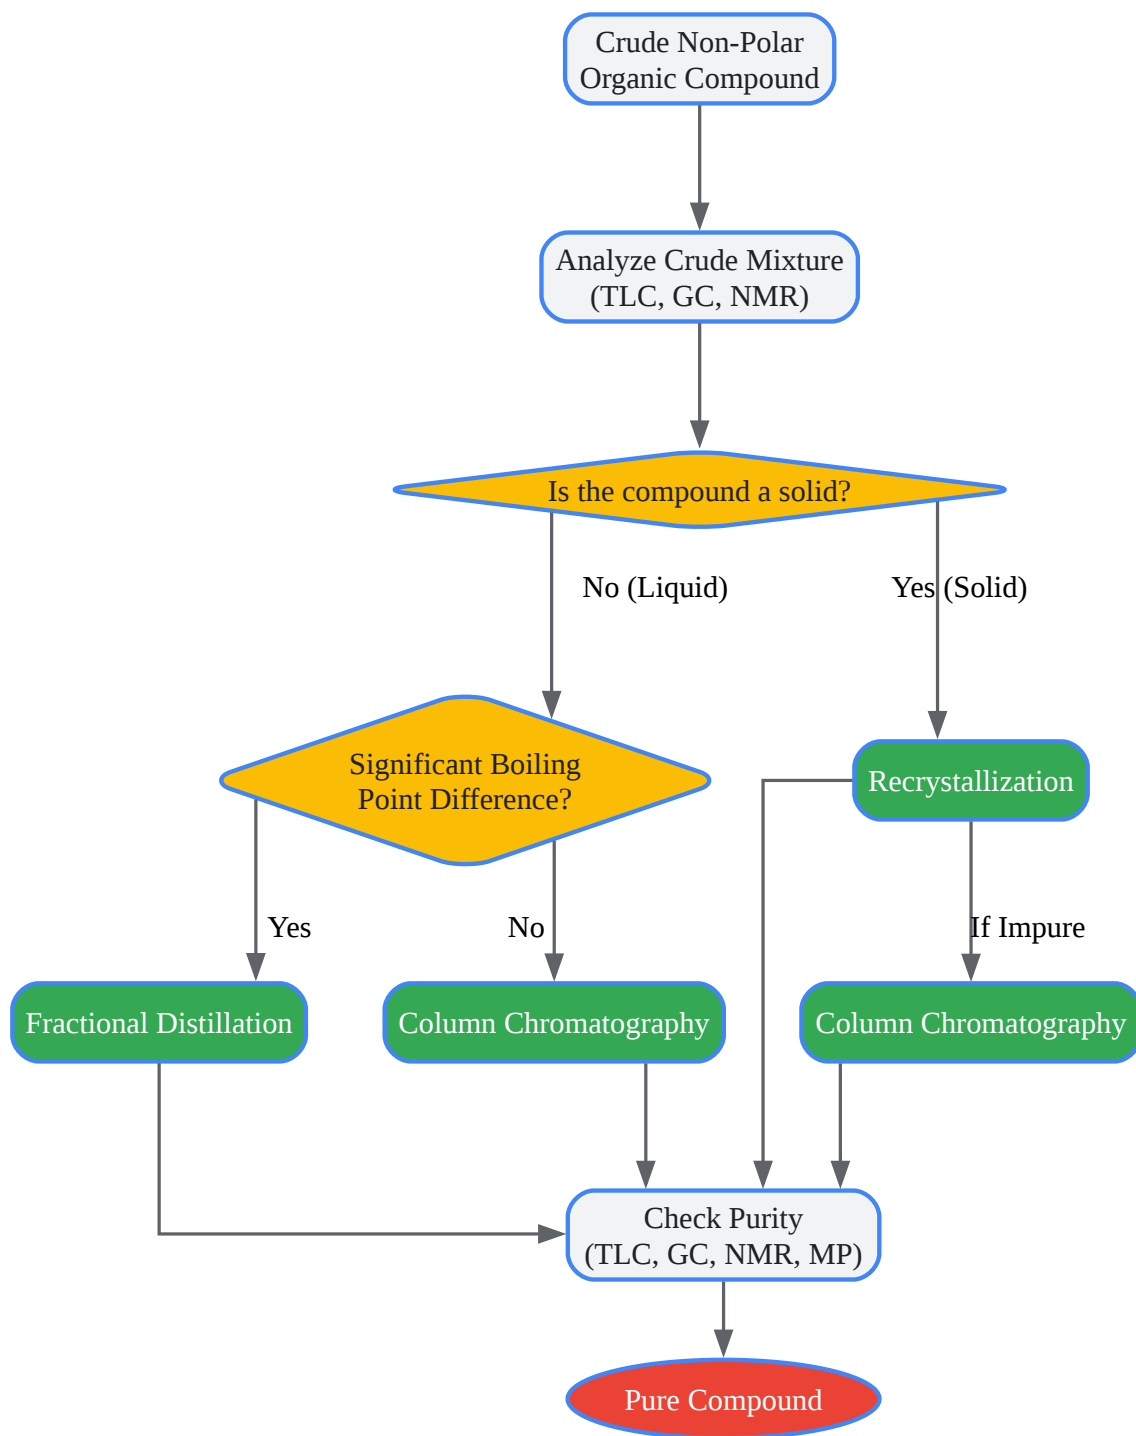 Crude Non-Polar
Organic Compound
Analyze Crude Mixture
(TLC, GC, NMR)
Is the compound a solid?
No (Liquid)
Yes (Solid)
Significant Boiling
Point Difference?
Recrystallization
Yes
No
If Impure
Fractional Distillation
Column Chromatography
Column Chromatography
Check Purity
(TLC, GC, NMR, MP)
Pure Compound